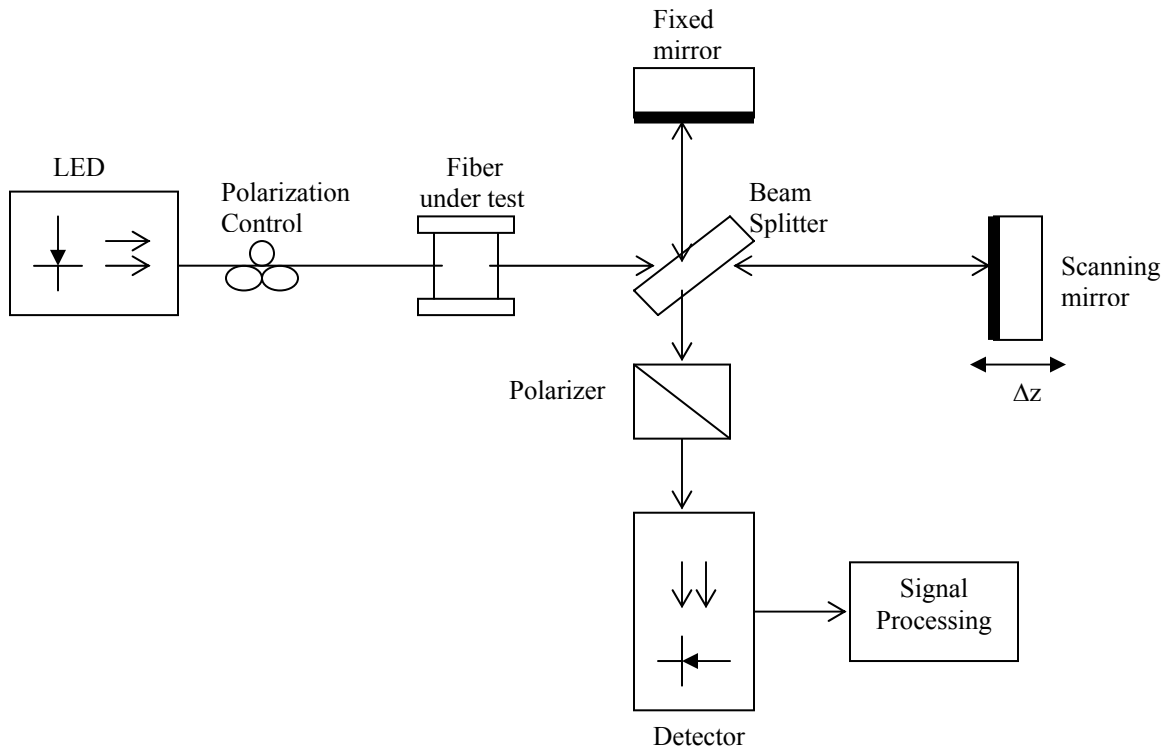 Fixed
mirror
LED
Polarization
Control
Fiber
under test
Beam
Splitter
Scanning
mirror
Δz
Polarizer
Signal
Processing
Detector